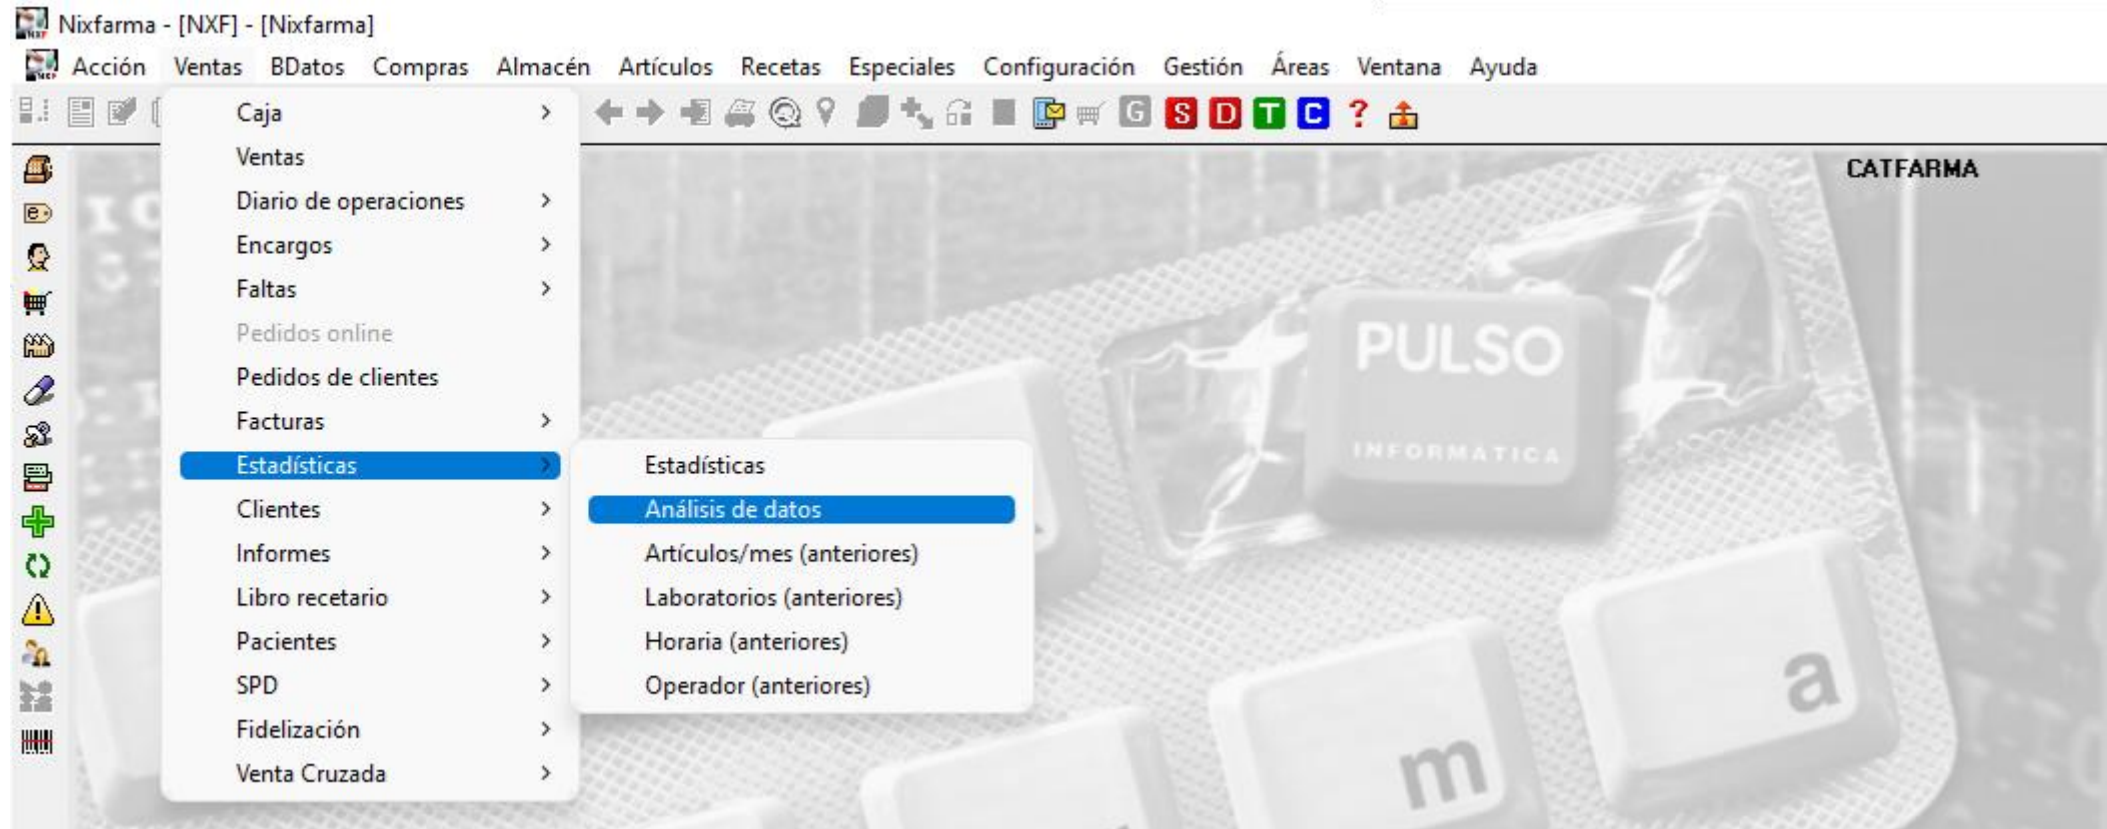 Nixfarma - [NXF] - [Nixfarma]
Acción Ventas BDatos Compras Almacén Artículos Recetas Especiales Configuración Gestión Áreas Ventana Ayuda
G S D T C ?
CATFARMA
Caja
Ventas
Diario de operaciones
Encargos
Faltas
Pedidos online
Pedidos de clientes
Facturas
Estadísticas
Clientes
Informes
Libro recetario
Pacientes
SPD
Fidelización
Venta Cruzada
Estadísticas
Análisis de datos
Artículos/mes (anteriores)
Laboratorios (anteriores)
Horaria (anteriores)
Operador (anteriores)
PULSO
INFORMATICA
m
a